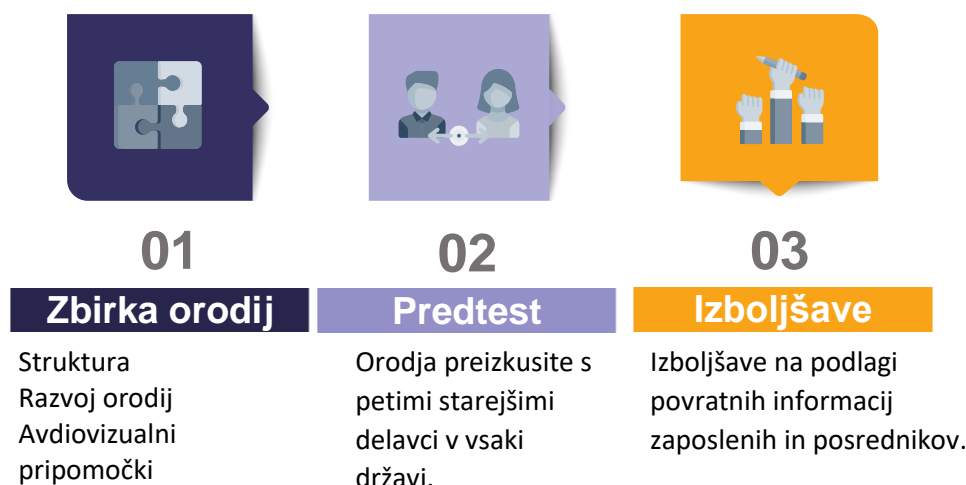 01
Zbirka orodij
Struktura
Razvoj orodij
Avdiovizualni
pripomočki
02
Predtest
Orodja preizkusite s
petimi starejšimi
delavci v vsaki
državi.
03
Izboljšave
Izboljšave na podlagi
povratnih informacij
zaposlenih in posrednikov.